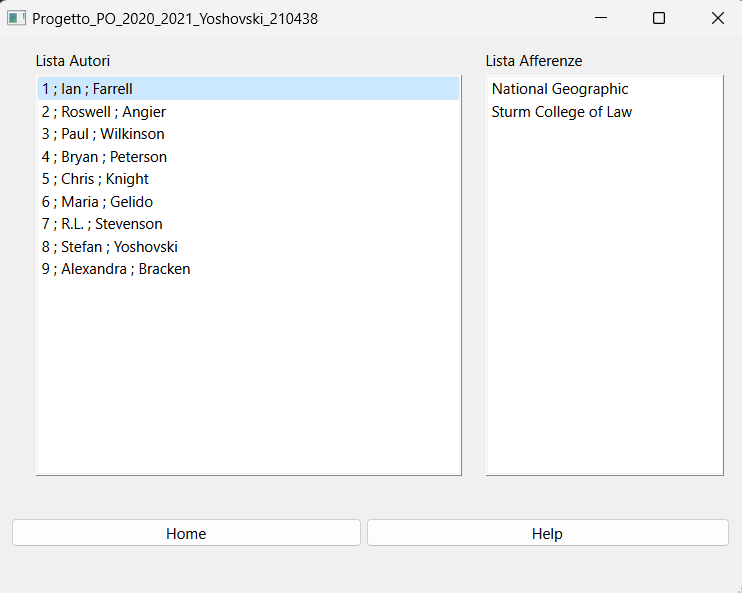 Progetto_PO_2020_2021_Yoshovski_210438
Lista Autori
1 ; Ian ; Farrell
2 ; Roswell ; Angier
3 ; Paul ; Wilkinson
4 ; Bryan ; Peterson
5 ; Chris ; Knight
6 ; Maria ; Gelido
7 ; R.L. ; Stevenson
8 ; Stefan ; Yoshovski
9 ; Alexandra ; Bracken
Lista Afferenze
National Geographic
Sturm College of Law
Home
Help